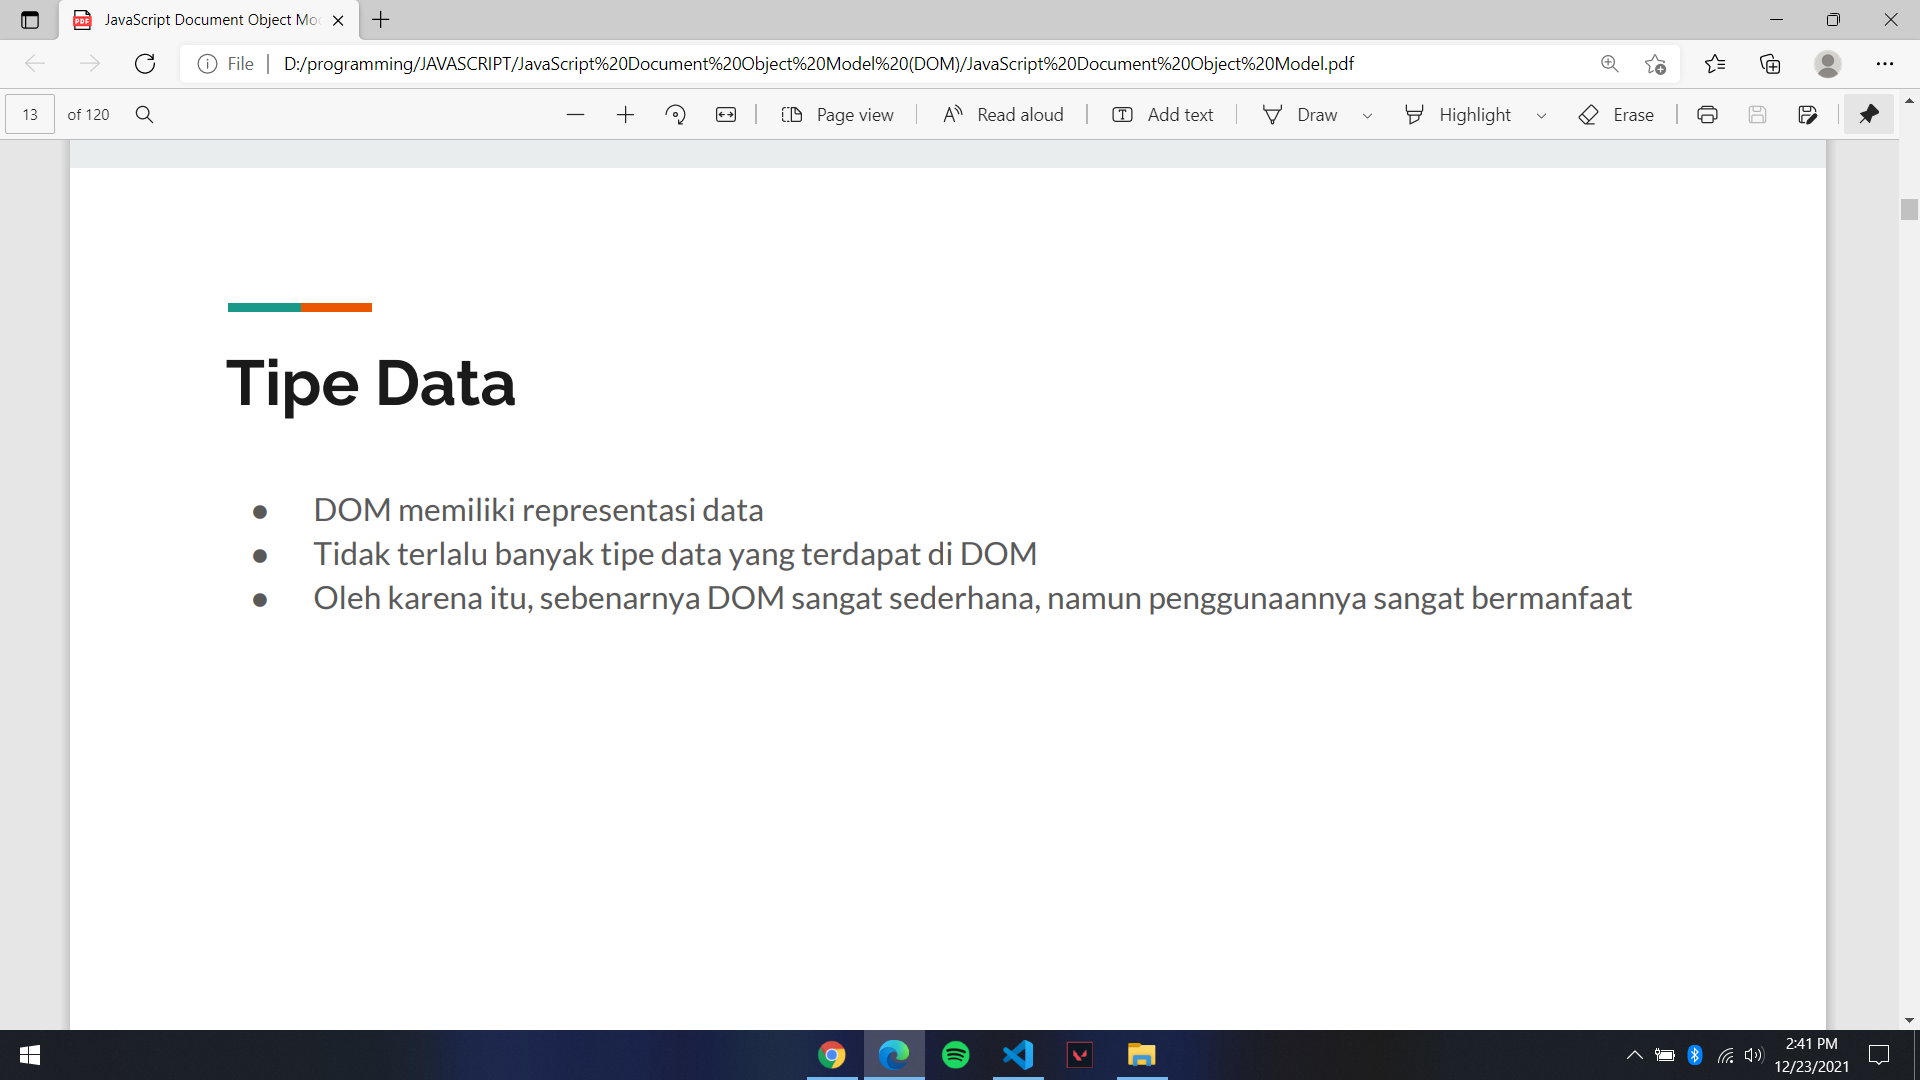 JavaScript Document Object Mo
File
D:/programming/JAVASCRIPT/JavaScript%20Document%20Object%20Model%20(DOM)/JavaScript%20Document%20Object%20Model.pdf
13 of 120
Page view
Read aloud
Add text
Draw
Highlight
Erase
Tipe Data
● DOM memiliki representasi data
● Tidak terlalu banyak tipe data yang terdapat di DOM
● Oleh karena itu, sebenarnya DOM sangat sederhana, namun penggunaannya sangat bermanfaat
2:41 PM
12/23/2021